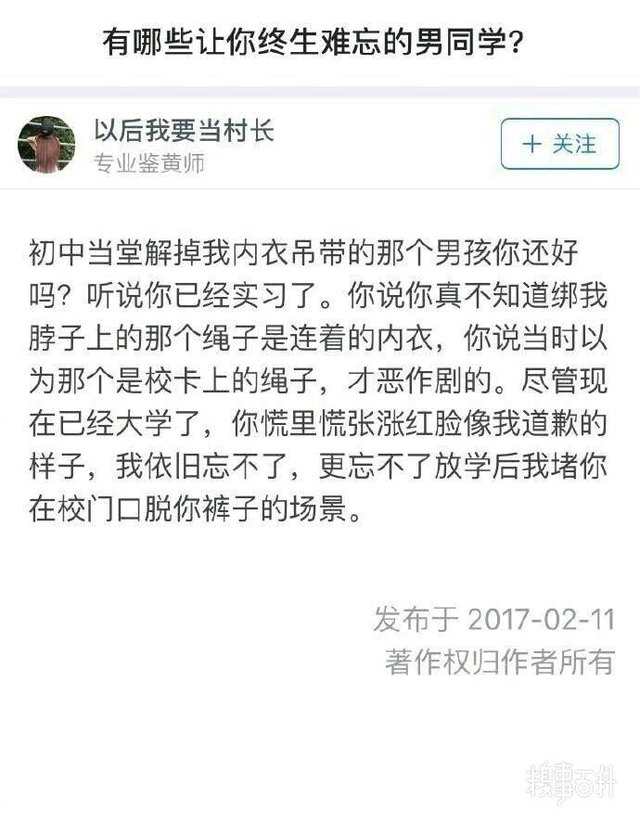 有哪些让你终生难忘的男同学?
以后我要当村长
专业鉴黄师
+ 关注
初中当堂解掉我内衣吊带的那个男孩你还好
吗？听说你已经实习了。你说你真不知道绑我
脖子上的那个绳子是连着的内衣，你说当时以
为那个是校卡上的绳子，才恶作剧的。尽管现
在已经大学了，你慌里慌张涨红脸像我道歉的
样子，我依旧忘不了，更忘不了放学后我堵你
在校门口脱你裤子的场景。
发布于 2017-02-11
著作权归作者所有
糗事百科